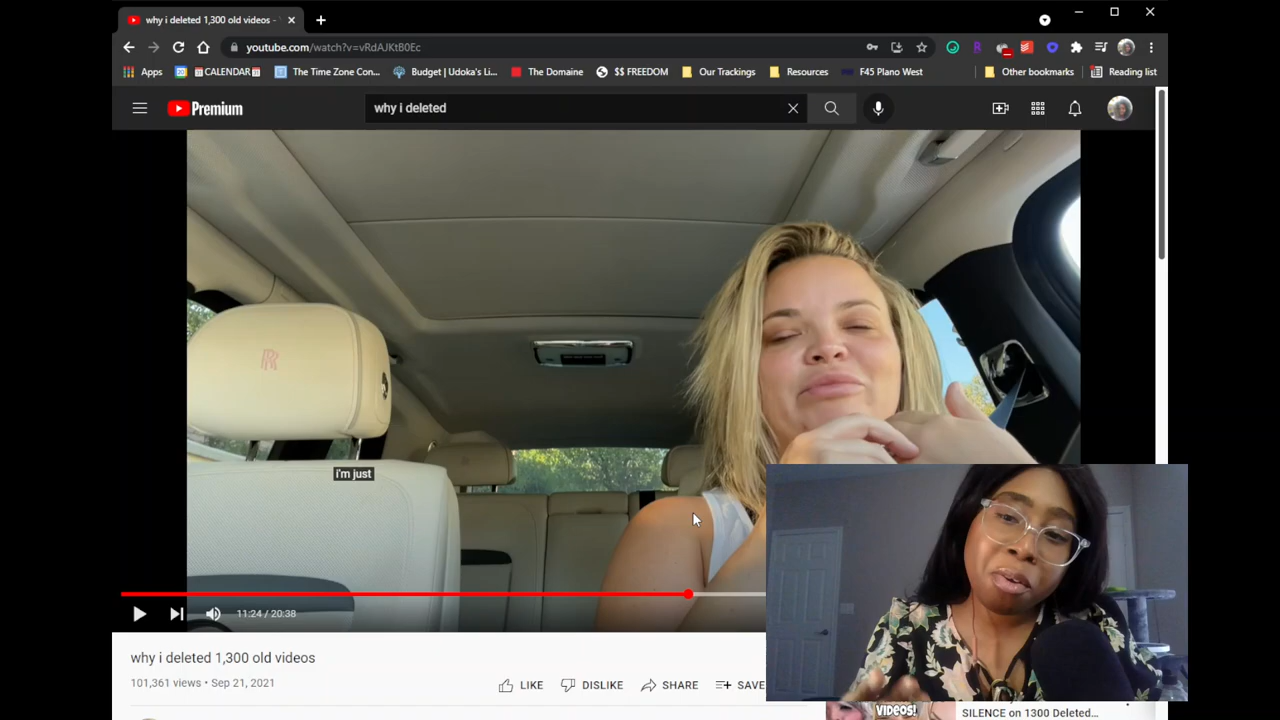 why i deleted 1,300 old videos -
youtube.com/watch?v=vRdAJKtB0Ec
Apps
CALENDAR
The Time Zone Con...
Budget | Udoka's Li...
The Domaine
$$ FREEDOM
Our Trackings
Resources
F45 Plano West
Other bookmarks
Reading list
Premium
why i deleted
RR
i'm just
11:24 / 20:38
why i deleted 1,300 old videos
101,361 views • Sep 21, 2021
LIKE
DISLIKE
SHARE
SAVE
VIDEOS!
SILENCE on 1300 Deleted...